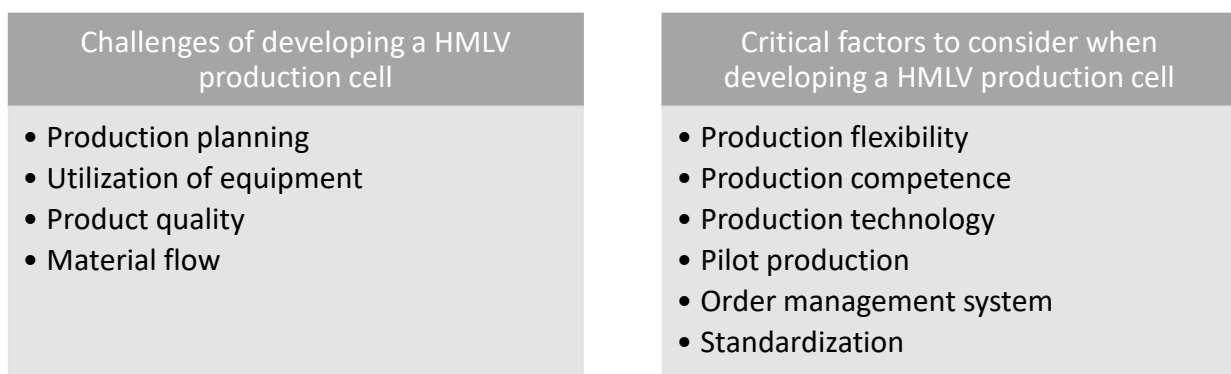 Challenges of developing a HMLV
production cell
• Production planning
• Utilization of equipment
• Product quality
• Material flow
Critical factors to consider when
developing a HMLV production cell
• Production flexibility
• Production competence
• Production technology
• Pilot production
• Order management system
• Standardization